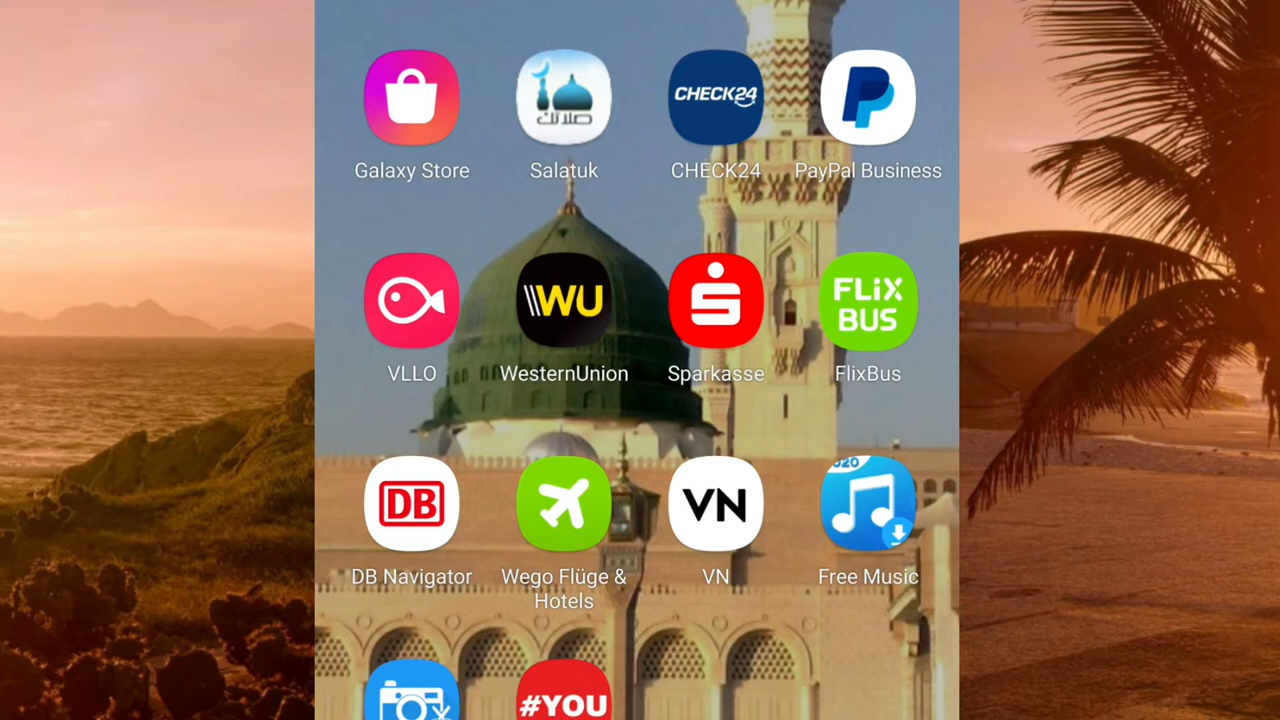 صلاتك
CHECK24
Galaxy Store
Salatuk
CHECK24
PayPal Business
WU
FLiX
BUS
VLLO
WesternUnion
Sparkasse
FlixBus
DB
VN
DB Navigator
Wego Flüge &
Hotels
VN
Free Music
#YOU